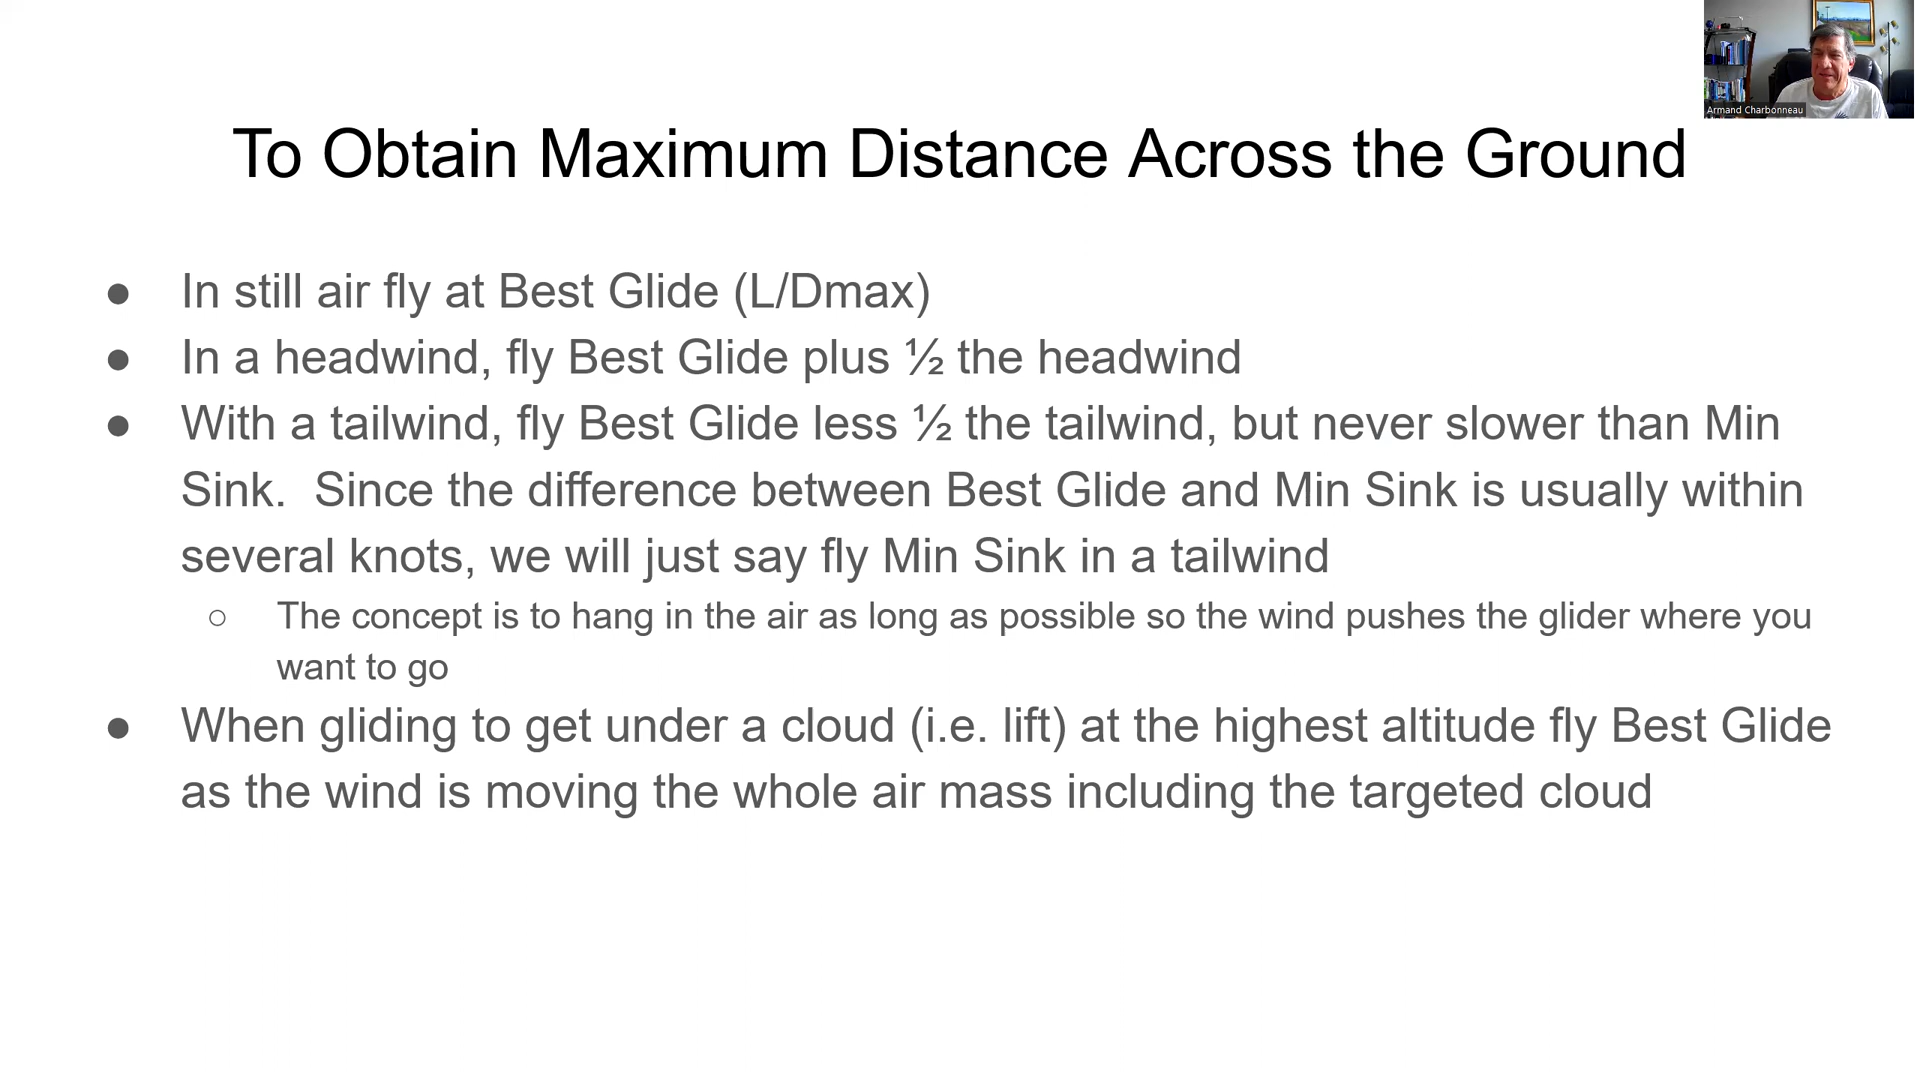 Armand Charbonneau
To Obtain Maximum Distance Across the Ground
● In still air fly at Best Glide (L/Dmax)
● In a headwind, fly Best Glide plus ½ the headwind
● With a tailwind, fly Best Glide less ½ the tailwind, but never slower than Min
Sink.  Since the difference between Best Glide and Min Sink is usually within
several knots, we will just say fly Min Sink in a tailwind
○ The concept is to hang in the air as long as possible so the wind pushes the glider where you
want to go
● When gliding to get under a cloud (i.e. lift) at the highest altitude fly Best Glide
as the wind is moving the whole air mass including the targeted cloud